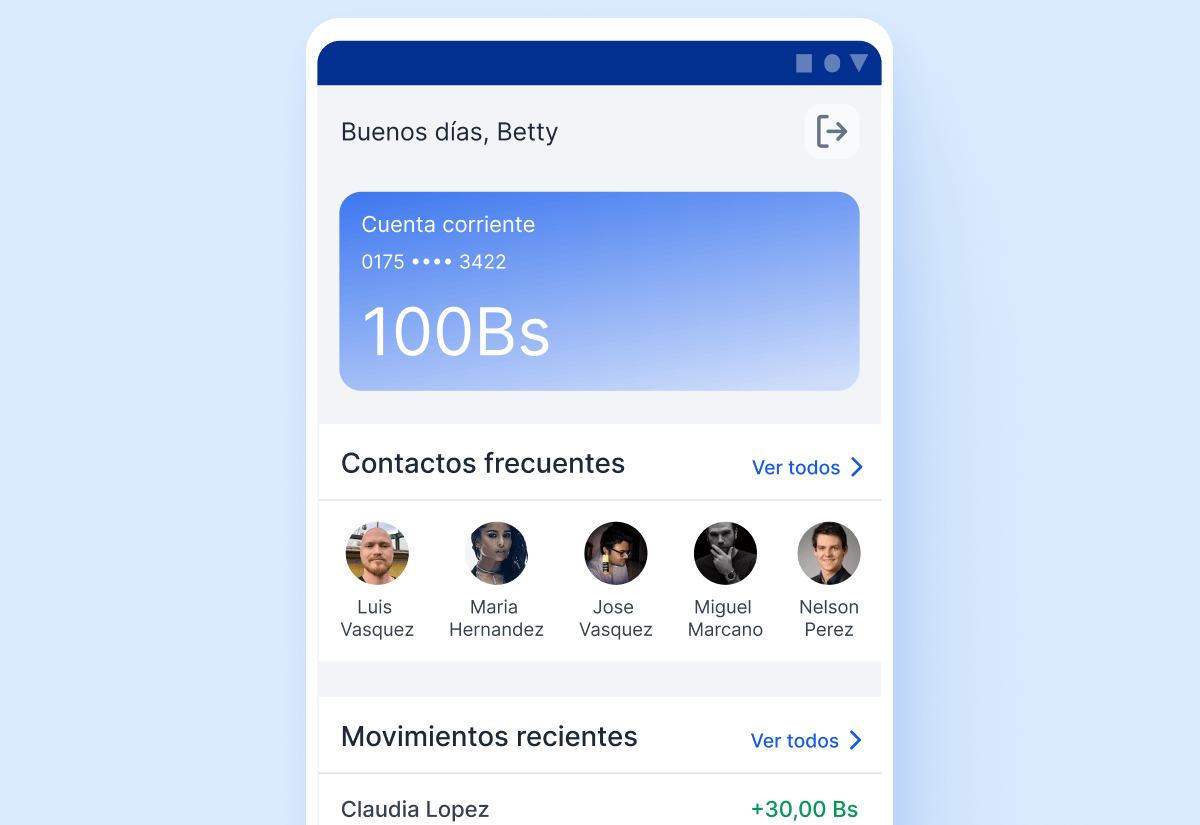 Buenos días, Betty
Cuenta corriente
0175 •••• 3422
100Bs
Contactos frecuentes
Ver todos
Luis
Vasquez
Maria
Hernandez
Jose
Vasquez
Miguel
Marcano
Nelson
Perez
Movimientos recientes
Ver todos
Claudia Lopez
+30,00 Bs